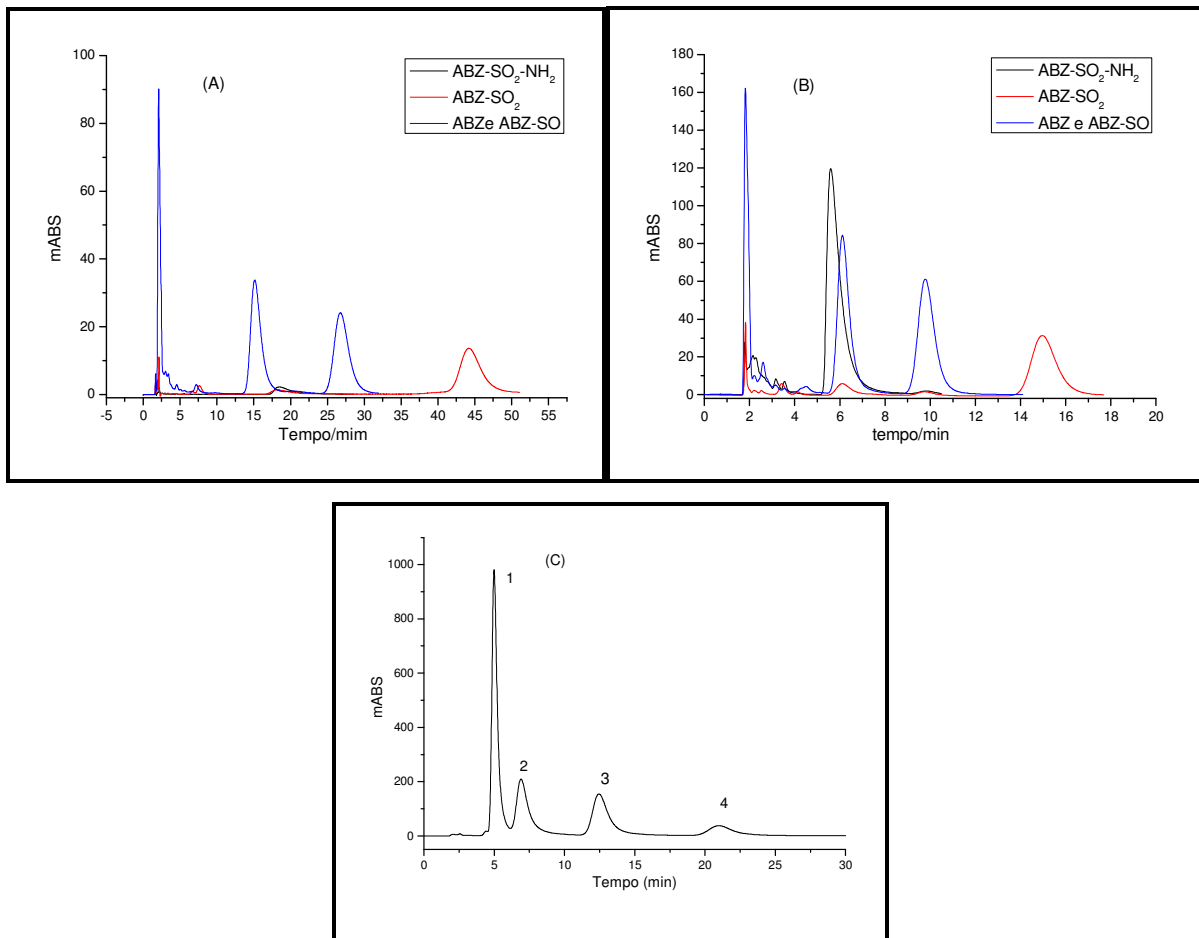 (A)
ABZ-SO₂-NH₂
ABZ-SO₂
ABZe ABZ-SO
mABS
100
80
60
40
20
0
0 5 10 15 20 25 30 35 40 45 50 55
Tempo/mim
(B)
ABZ-SO₂-NH₂
ABZ-SO₂
ABZ e ABZ-SO
mABS
180
160
140
120
100
80
60
40
20
0
0 2 4 6 8 10 12 14 16 18 20
tempo/min
(C)
1
2
3
4
mABS
1000
800
600
400
200
0
0 5 10 15 20 25 30
Tempo (min)